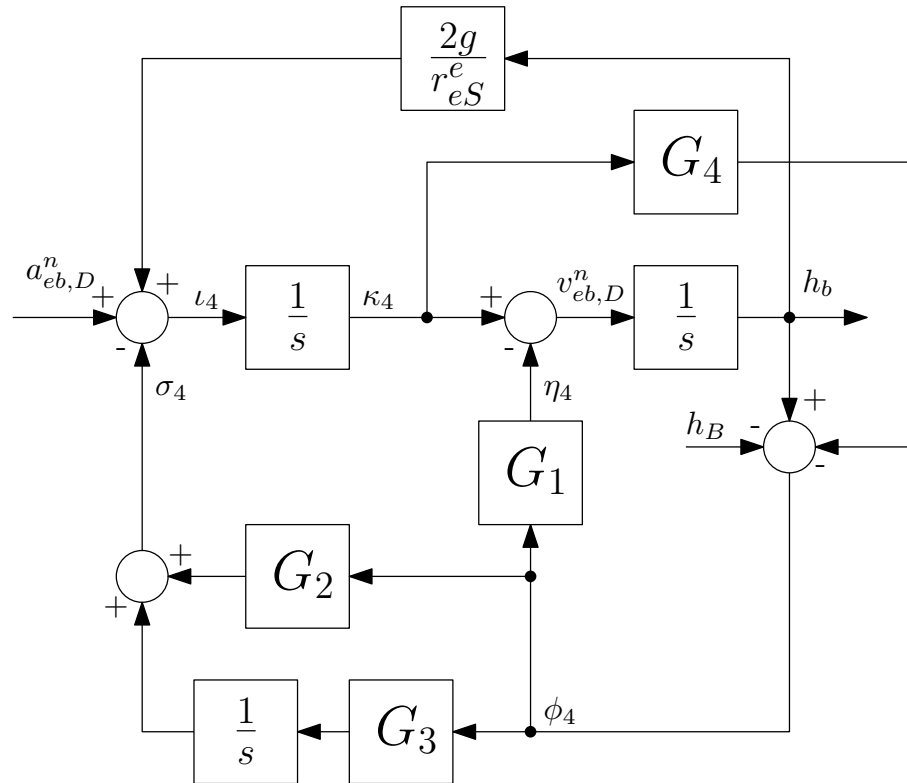 2g
r^e_{eS}
G_4
a^n_{eb,D}
+
+
-
ι_4
1
s
κ_4
+
-
v^n_{eb,D}
1
s
h_b
σ_4
η_4
h_B
-
+
-
G_1
+
+
G_2
1
s
G_3
ϕ_4